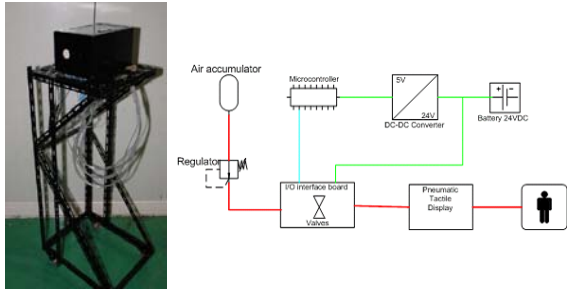 Air accumulator
Microcontroller
5V
24V
DC-DC Converter
+ -
Battery 24VDC
Regulator
I/O interface board
Valves
Pneumatic
Tactile
Display